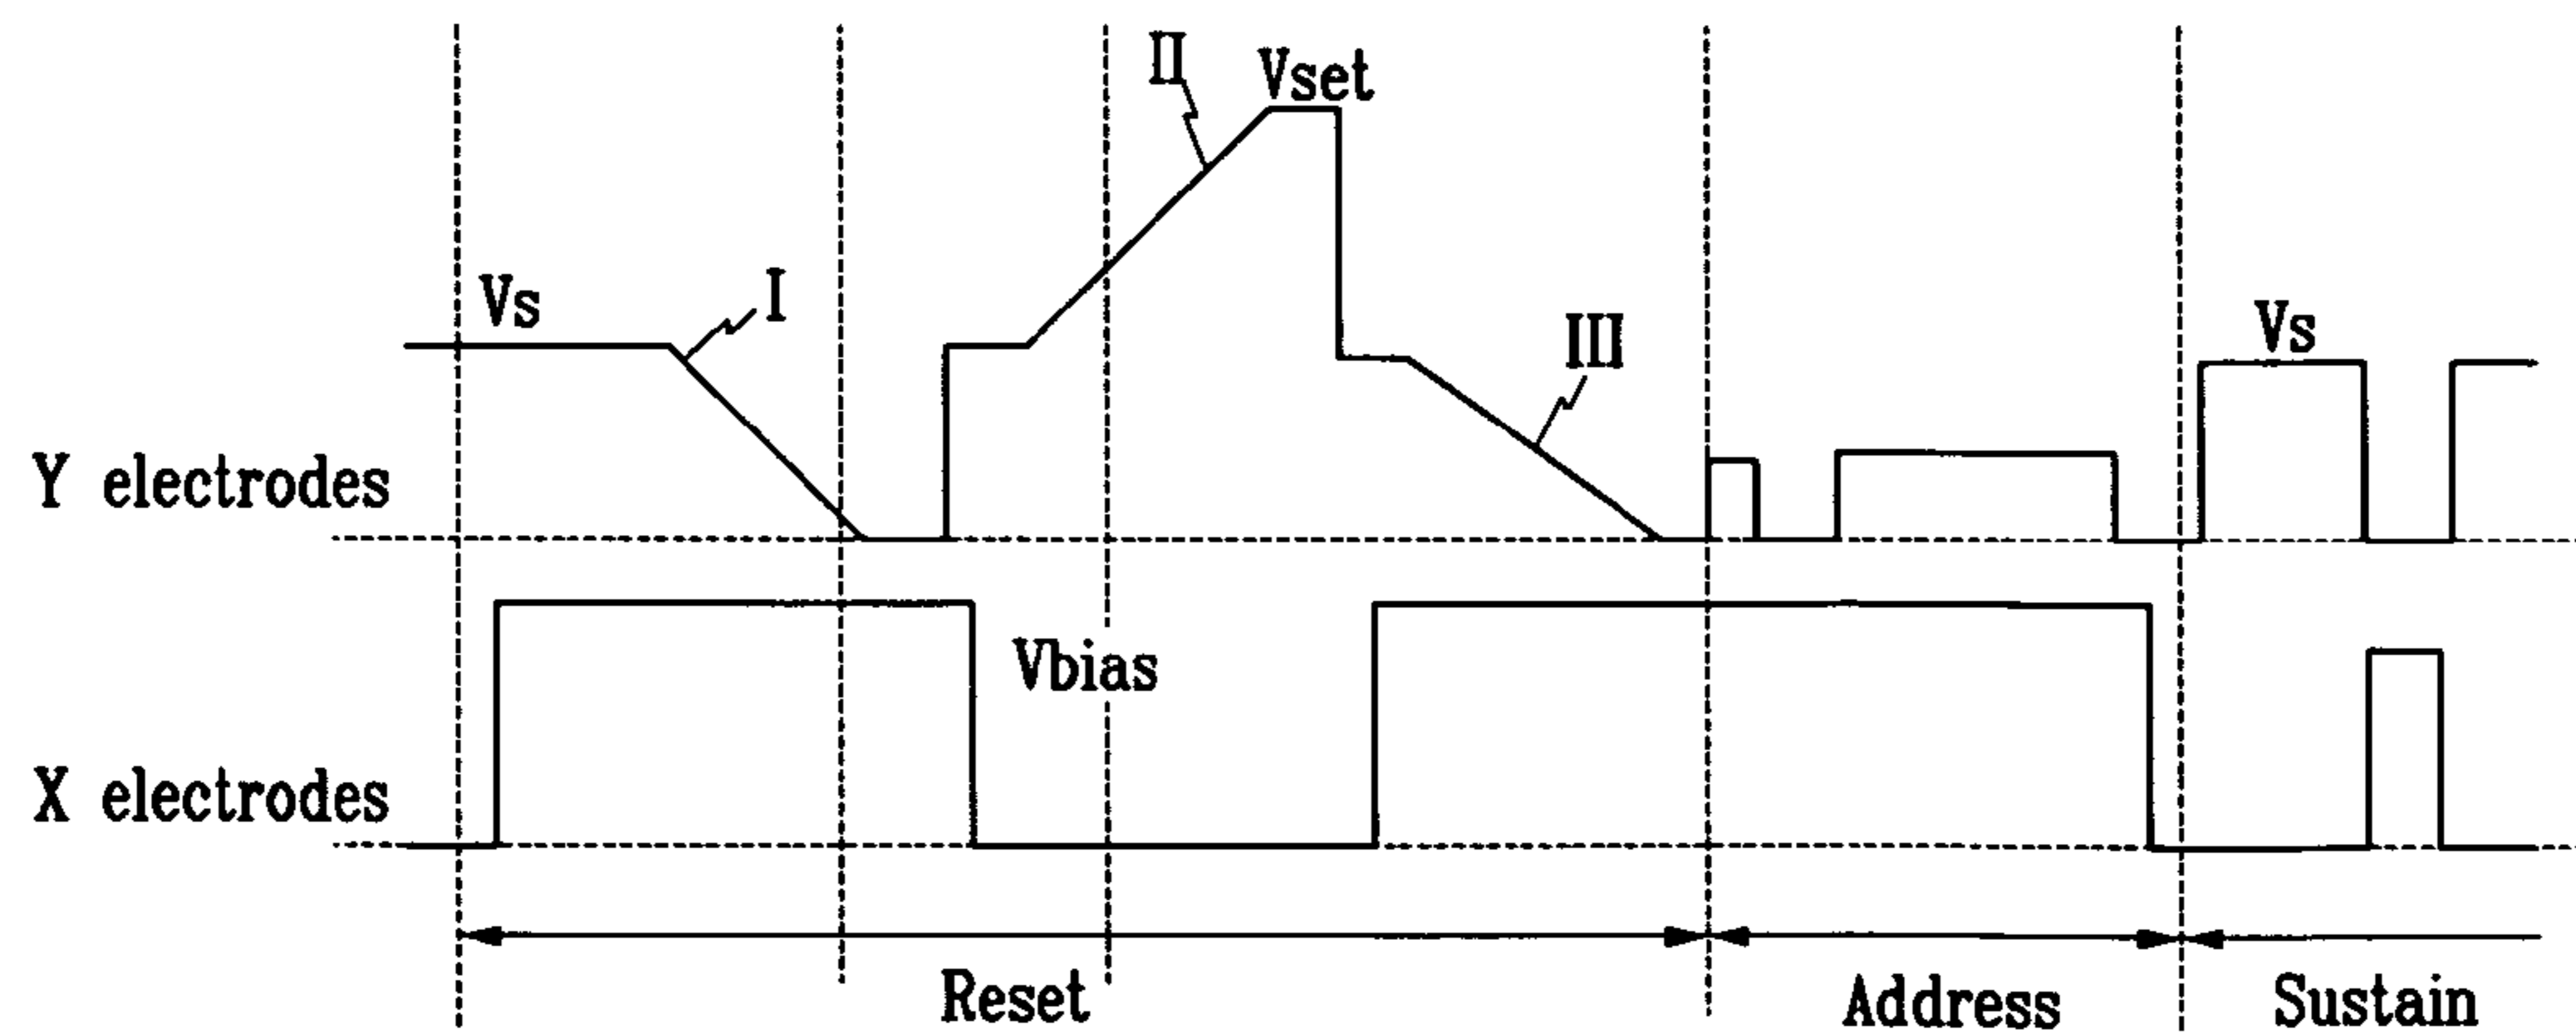 II
Vset
Vs
I
III
Vs
Y electrodes
Vbias
X electrodes
Reset
Address
Sustain